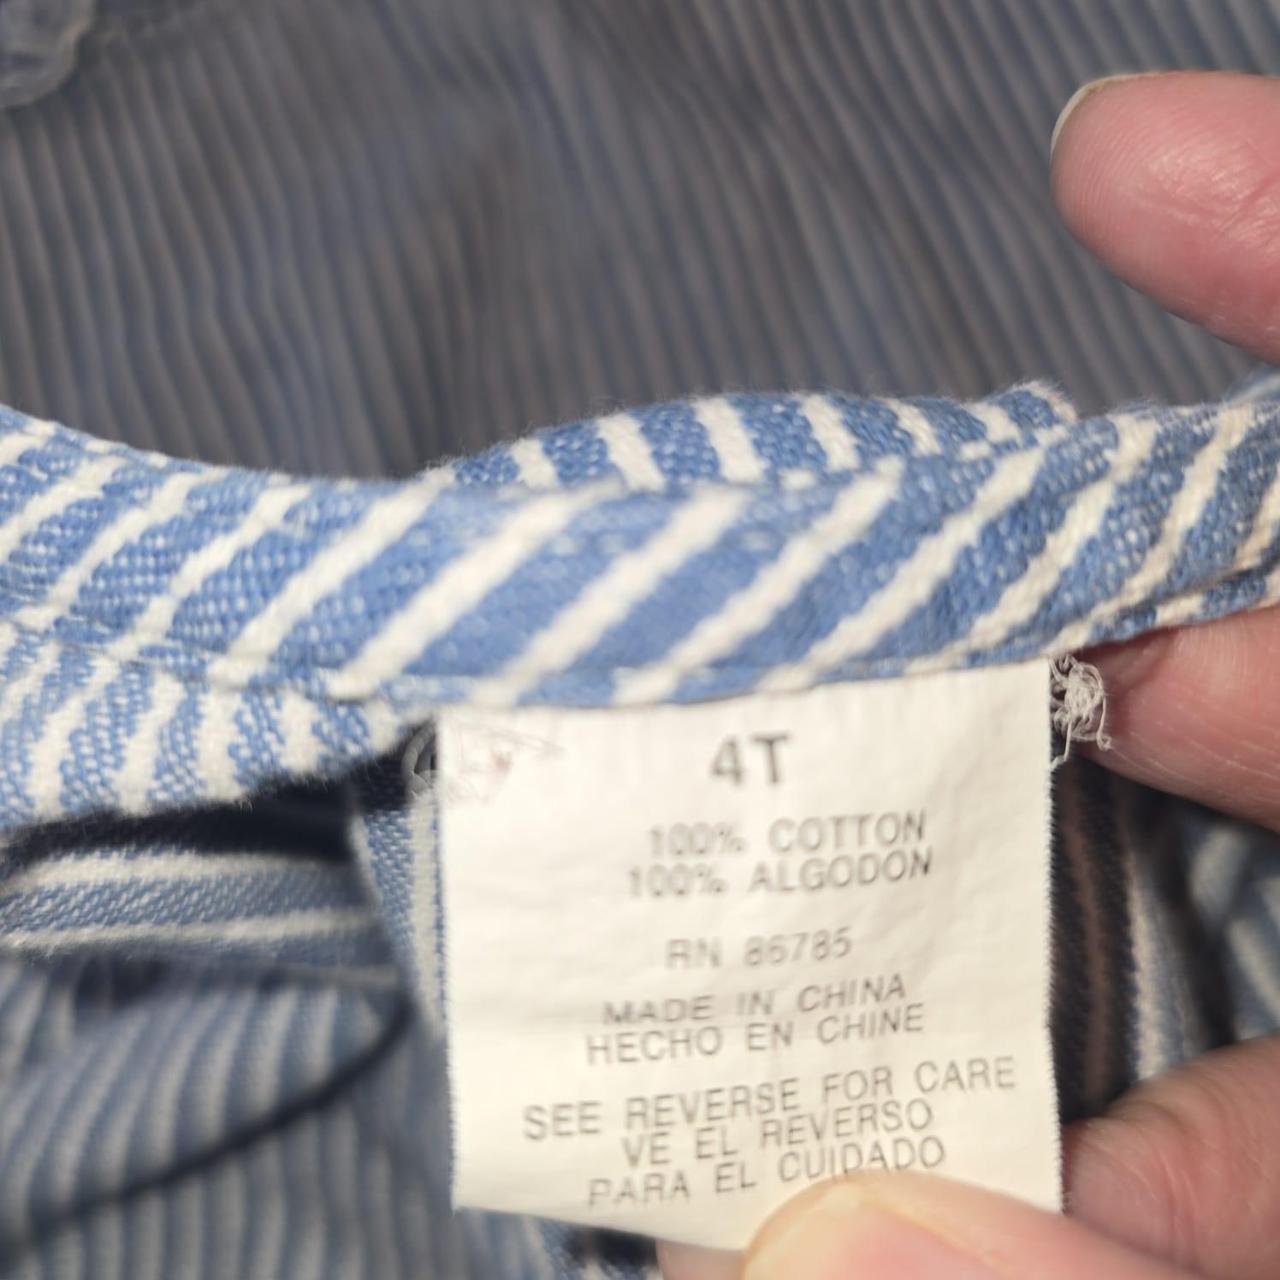 4T
100% COTTON
100% ALGODON
RN 86785
MADE IN CHINA
HECHO EN CHINE
SEE REVERSE FOR CARE
VE EL REVERSO
PARA EL CUIDADO